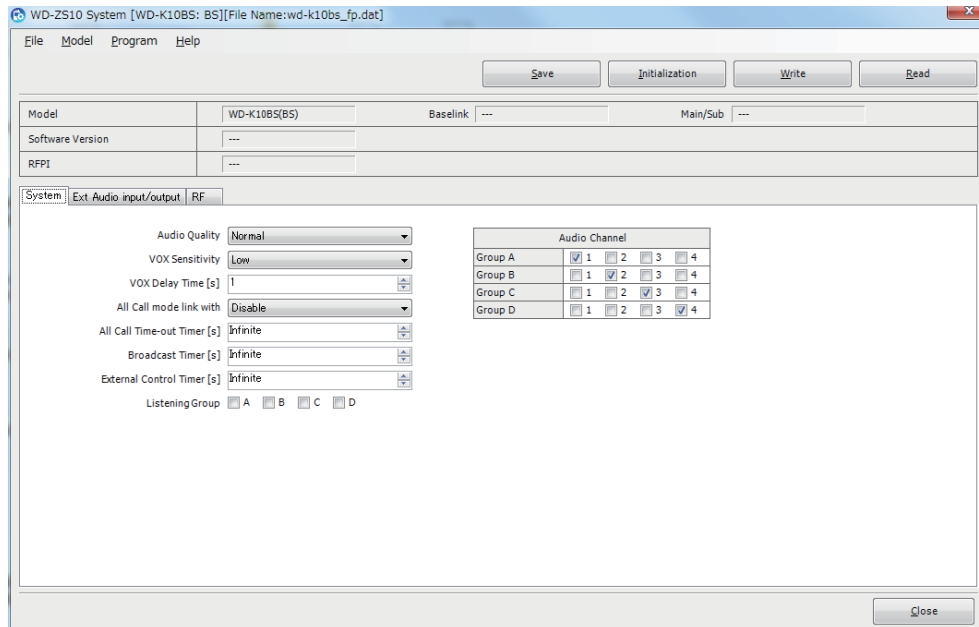 WD-ZS10 System [WD-K10BS: BS][File Name:wd-k10bs_fp.dat]
File Model Program Help
Save Initialization Write Read
Model WD-K10BS(BS) Baselink --- Main/Sub ---
Software Version ---
RFPI ---
System Ext Audio input/output RF
Audio Quality Normal
VOX Sensitivity Low
VOX Delay Time [s] 1
All Call mode link with Disable
All Call Time-out Timer [s] Infinite
Broadcast Timer [s] Infinite
External Control Timer [s] Infinite
Listening Group A B C D
Audio Channel
Group A 1 2 3 4
Group B 1 2 3 4
Group C 1 2 3 4
Group D 1 2 3 4
Close